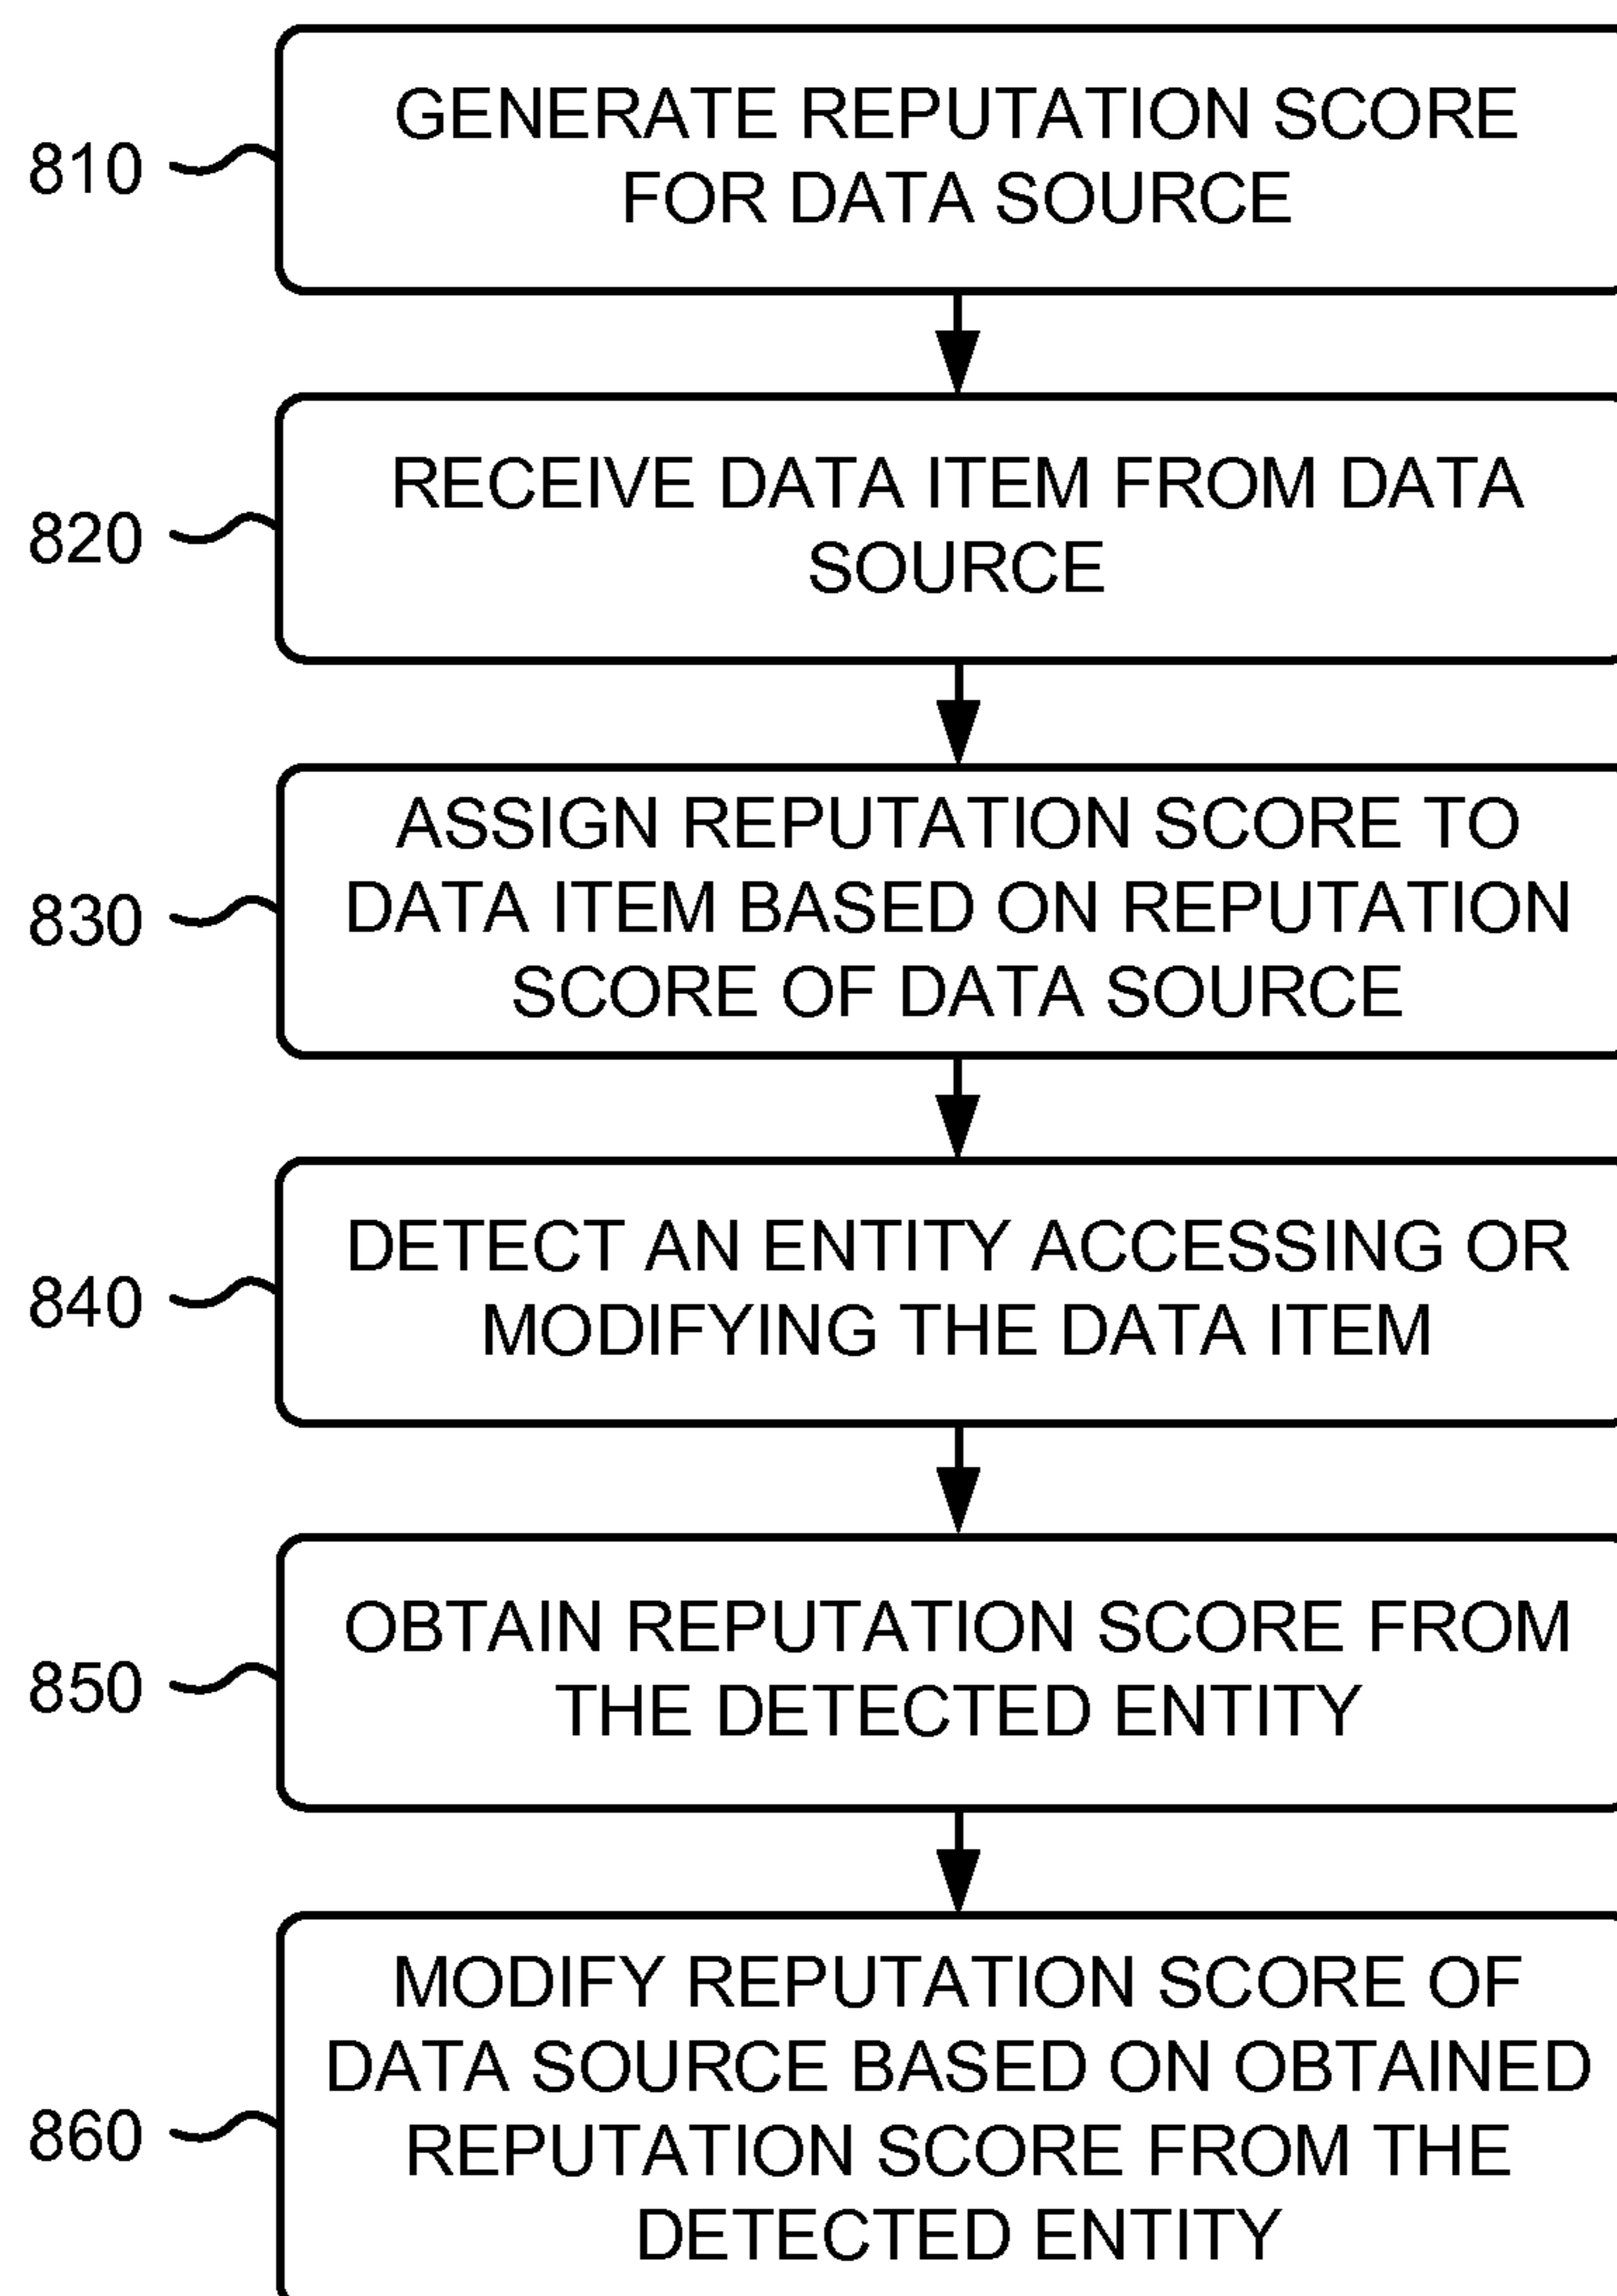 810
GENERATE REPUTATION SCORE
FOR DATA SOURCE
820
RECEIVE DATA ITEM FROM DATA
SOURCE
830
ASSIGN REPUTATION SCORE TO
DATA ITEM BASED ON REPUTATION
SCORE OF DATA SOURCE
840
DETECT AN ENTITY ACCESSING OR
MODIFYING THE DATA ITEM
850
OBTAIN REPUTATION SCORE FROM
THE DETECTED ENTITY
860
MODIFY REPUTATION SCORE OF
DATA SOURCE BASED ON OBTAINED
REPUTATION SCORE FROM THE
DETECTED ENTITY